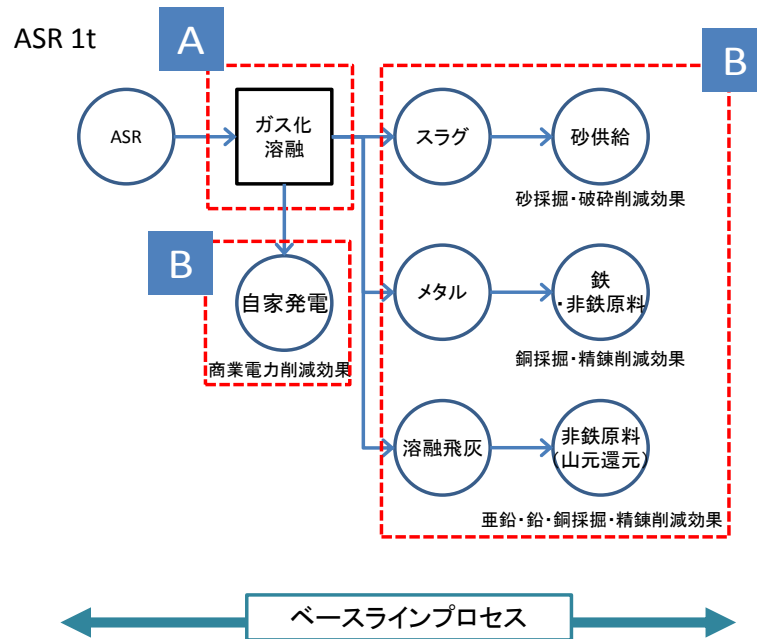 ASR 1t
A
B
ASR
ガス化
溶融
スラグ
砂供給
砂採掘・破砕削減効果
B
自家発電
商業電力削減効果
メタル
鉄
・非鉄原料
銅採掘・精錬削減効果
溶融飛灰
非鉄原料
(山元還元)
亜鉛・鉛・銅採掘・精錬削減効果
ベースラインプロセス